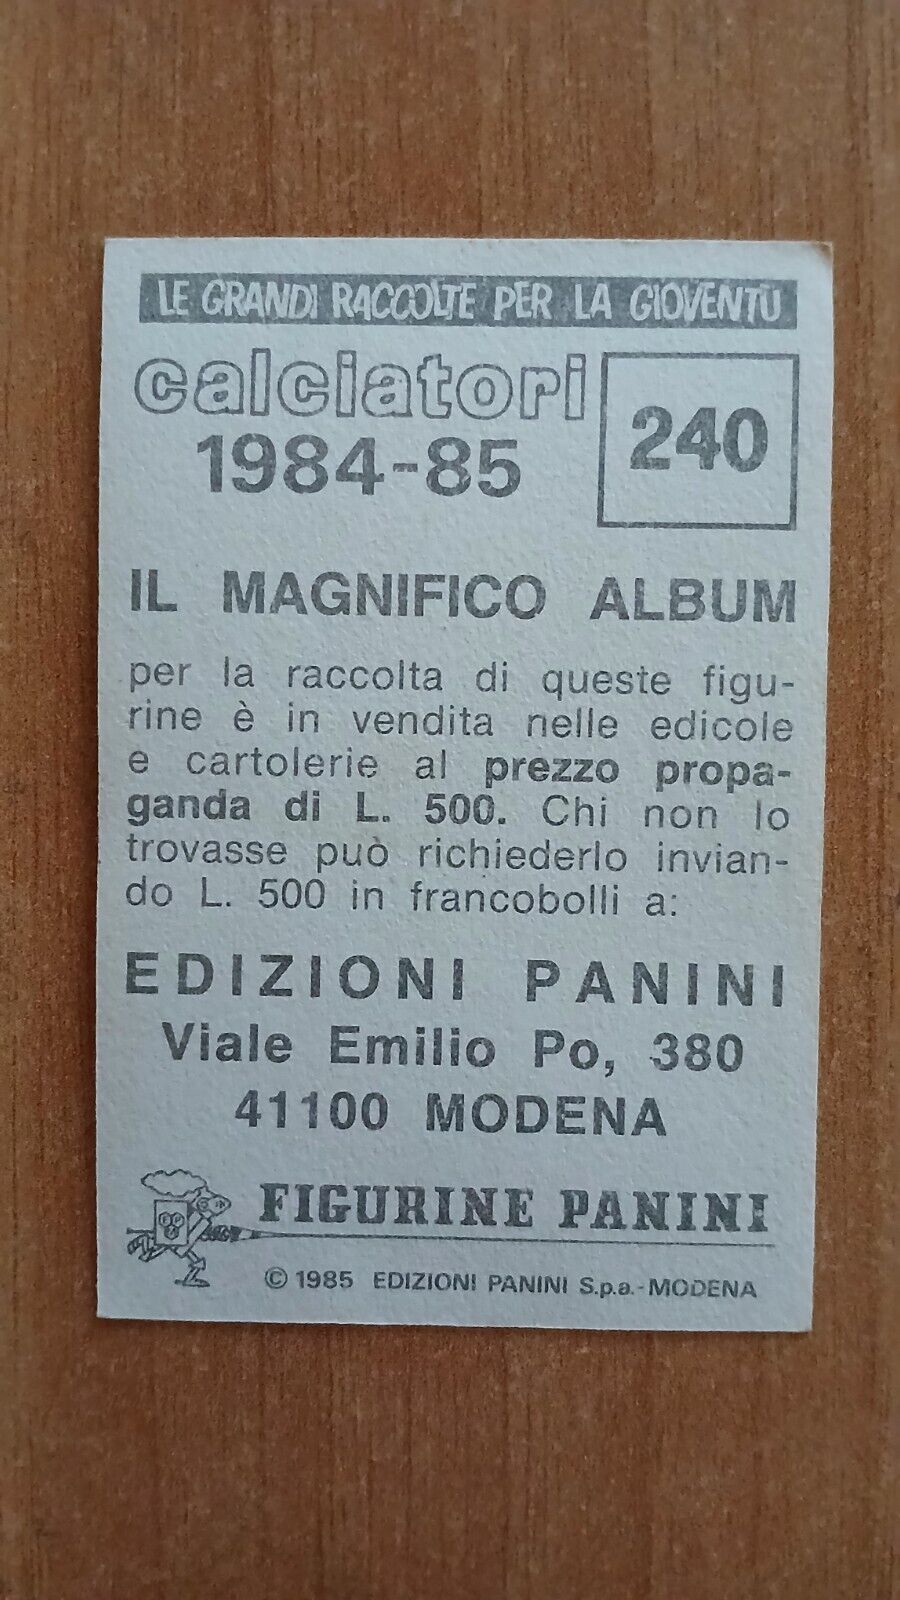 LE GRANDI RACCOLTE PER LA GIOVENTÙ
calciatori
1984-85
240
IL MAGNIFICO ALBUM
per la raccolta di queste figu-
rine è in vendita nelle edicole
e cartolerie al prezzo propa-
ganda di L. 500. Chi non lo
trovasse può richiederlo invian-
do L. 500 in francobolli a:
EDIZIONI PANINI
Viale Emilio Po, 380
41100 MODENA
FIGURINE PANINI
© 1985 EDIZIONI PANINI S.p.a.-MODENA